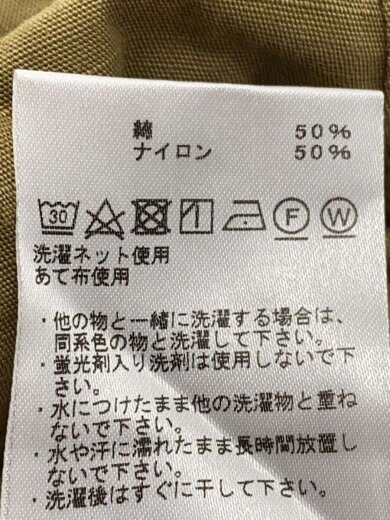 綿 50%
ナイロン 50%
30 F W
洗濯ネット使用
あて布使用
・他の物と一緒に洗濯する場合は、
同系色の物と洗濯して下さい。
・蛍光剤入り洗剤は使用しないで下
さい。
・水につけたまま他の洗濯物と重ね
ないで下さい。
・水や汗に濡れたまま長時間放置し
ないで下さい。
・洗濯後はすぐに干して下さい。